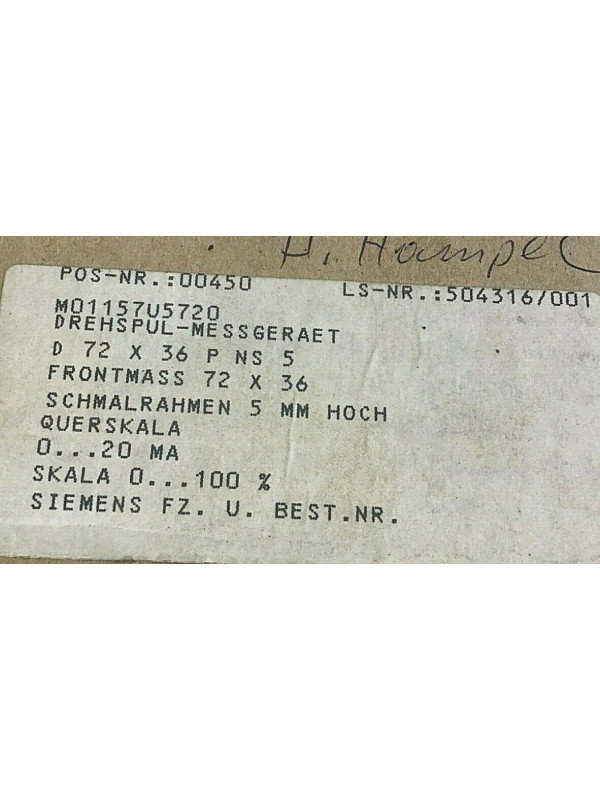 H. Hampel
POS-NR.:00450 LS-NR.:504316/001
M01157U5720
DREHSPUL-MESSGERAET
D 72 X 36 P NS 5
FRONTMASS 72 X 36
SCHMALRAHMEN 5 MM HOCH
QUERSKALA
0...20 MA
SKALA 0...100 %
SIEMENS FZ. U. BEST.NR.